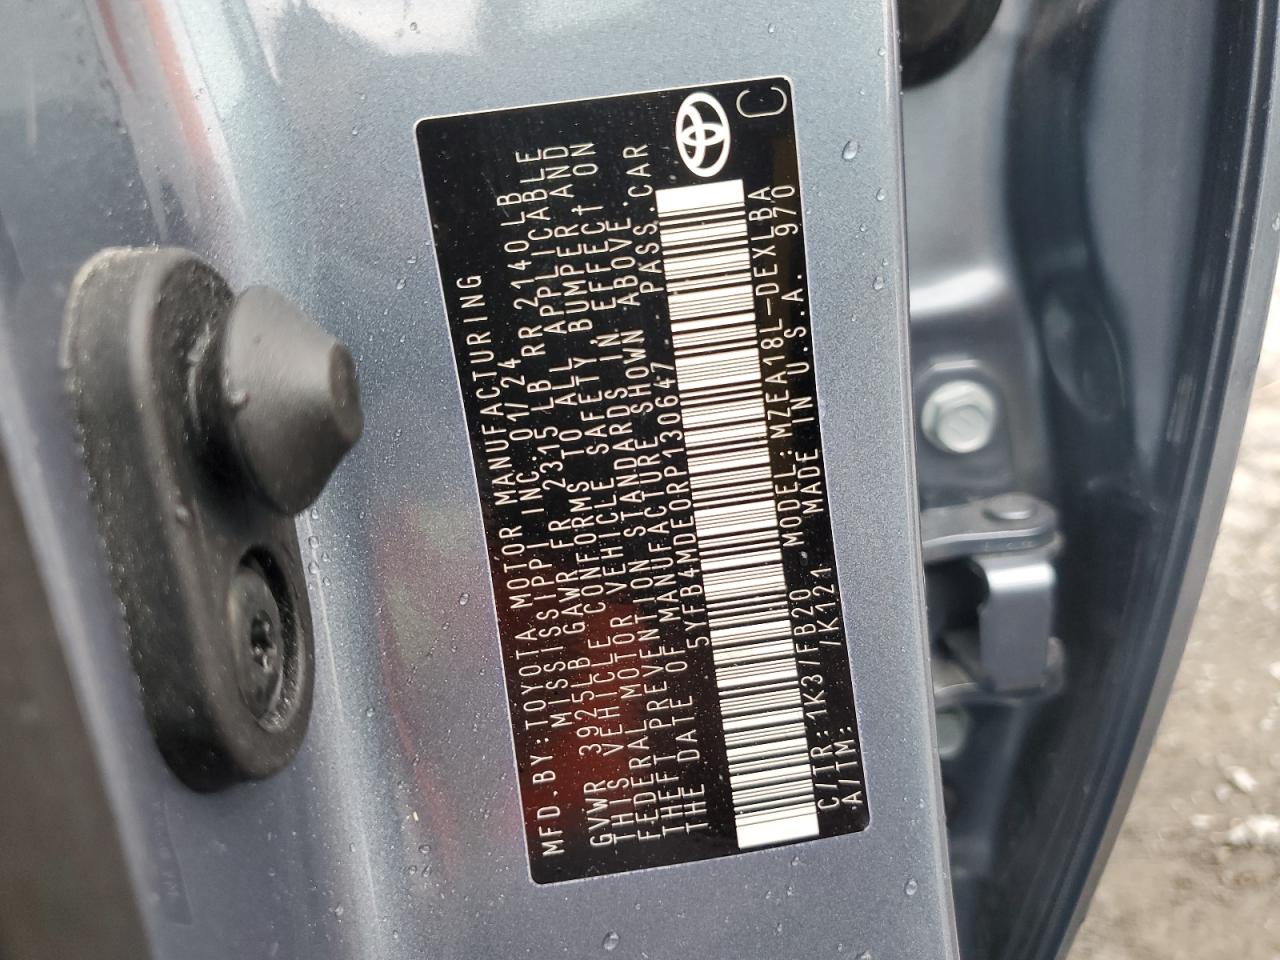 MFD.BY:TOYOTA MOTOR MANUFACTURING
MISSISSIPPI INC. 01/24
GVWR 3925LB GAWR FR 2315 LB RR 2140LB
THIS VEHICLE CONFORMS TO ALL APPLICABLE
FEDERAL MOTOR VEHICLE SAFETY BUMPER AND
THEFT PREVENTION STANDARDS IN EFFECT ON
THE DATE OF MANUFACTURE SHOWN ABOVE.
5YFB4MDE0RP130647 PASS.CAR
C/TR:1K3/FB20 MODEL:MZEA18L-DEXLBA
A/TM: /K121 MADE IN U.S.A. 970
C